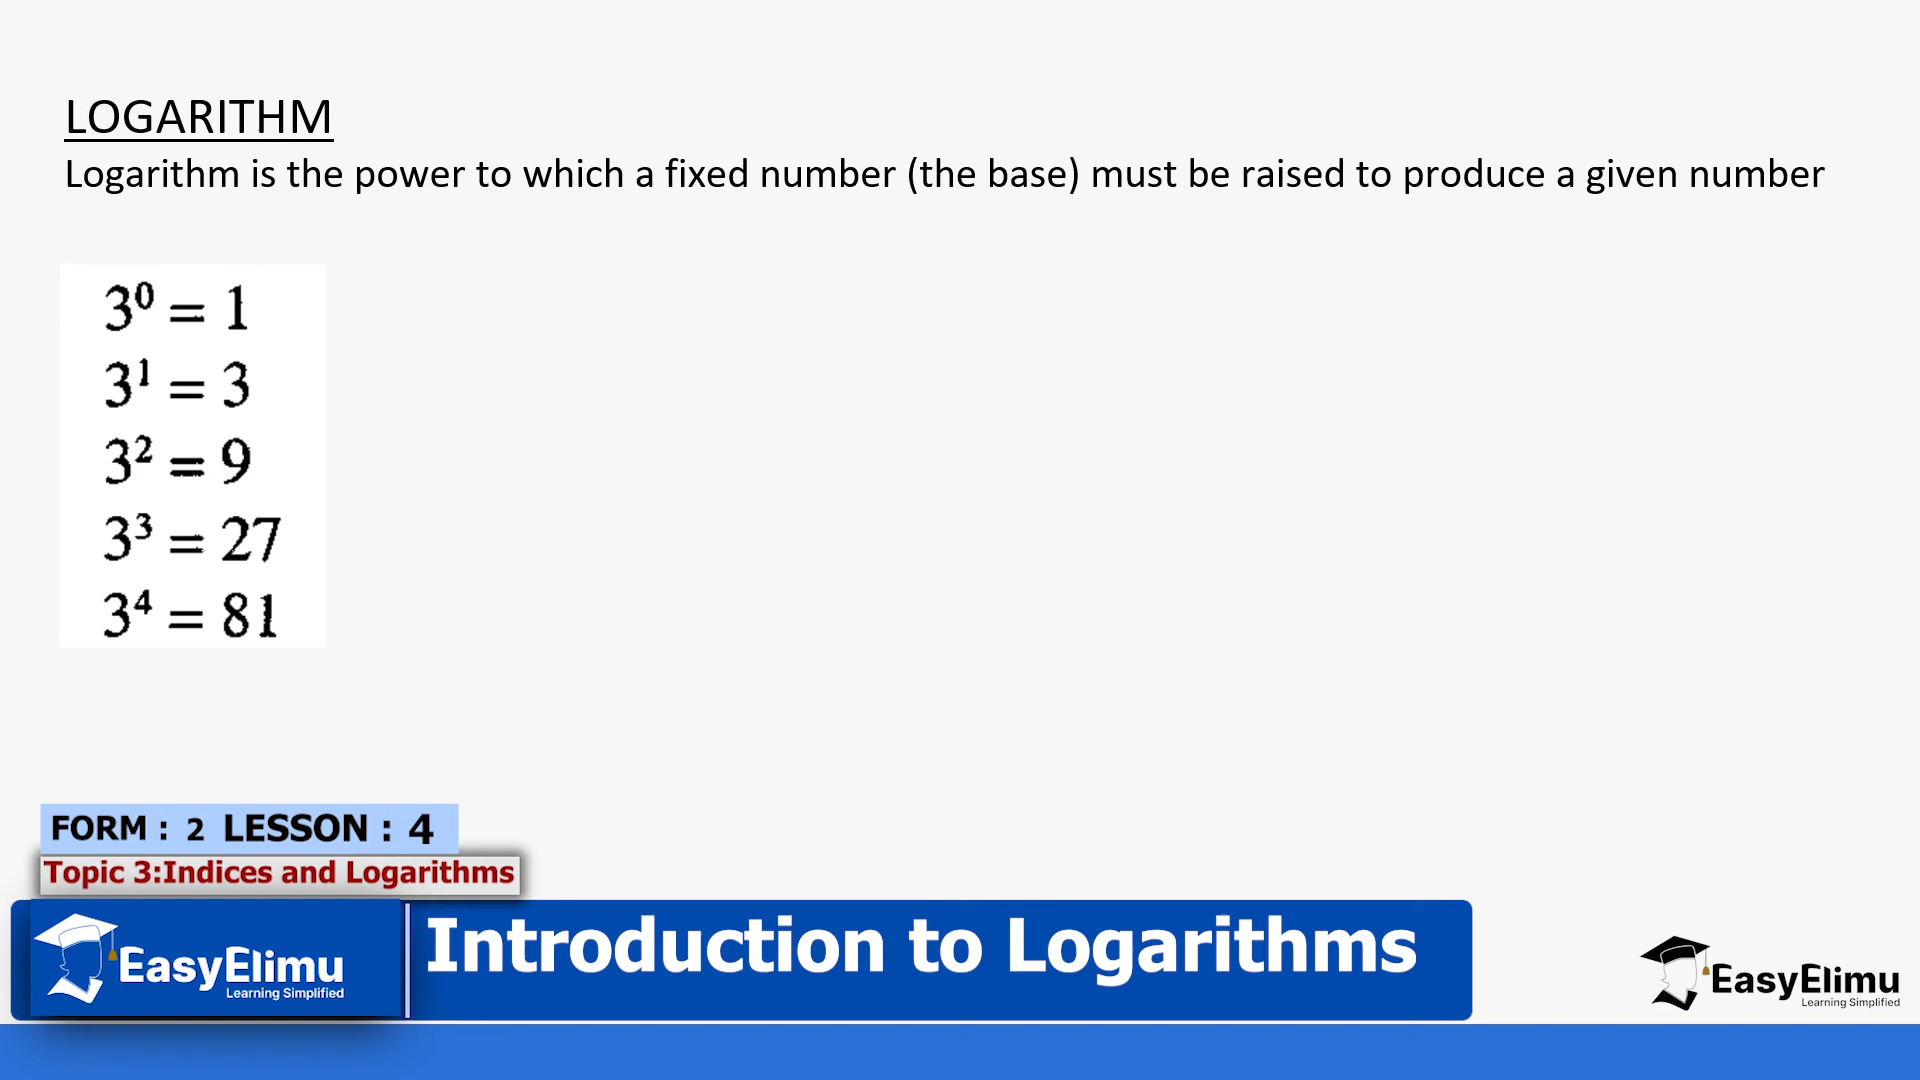 LOGARITHM
Logarithm is the power to which a fixed number (the base) must be raised to produce a given number
3⁰ = 1
3¹ = 3
3² = 9
3³ = 27
3⁴ = 81
FORM : 2 LESSON : 4
Topic 3:Indices and Logarithms
Introduction to Logarithms
EasyElimu
Learning Simplified
EasyElimu
Learning Simplified